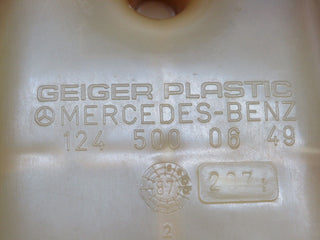 GEIGER PLASTIC
MERCEDES-BENZ
124 500 06 49
87
2